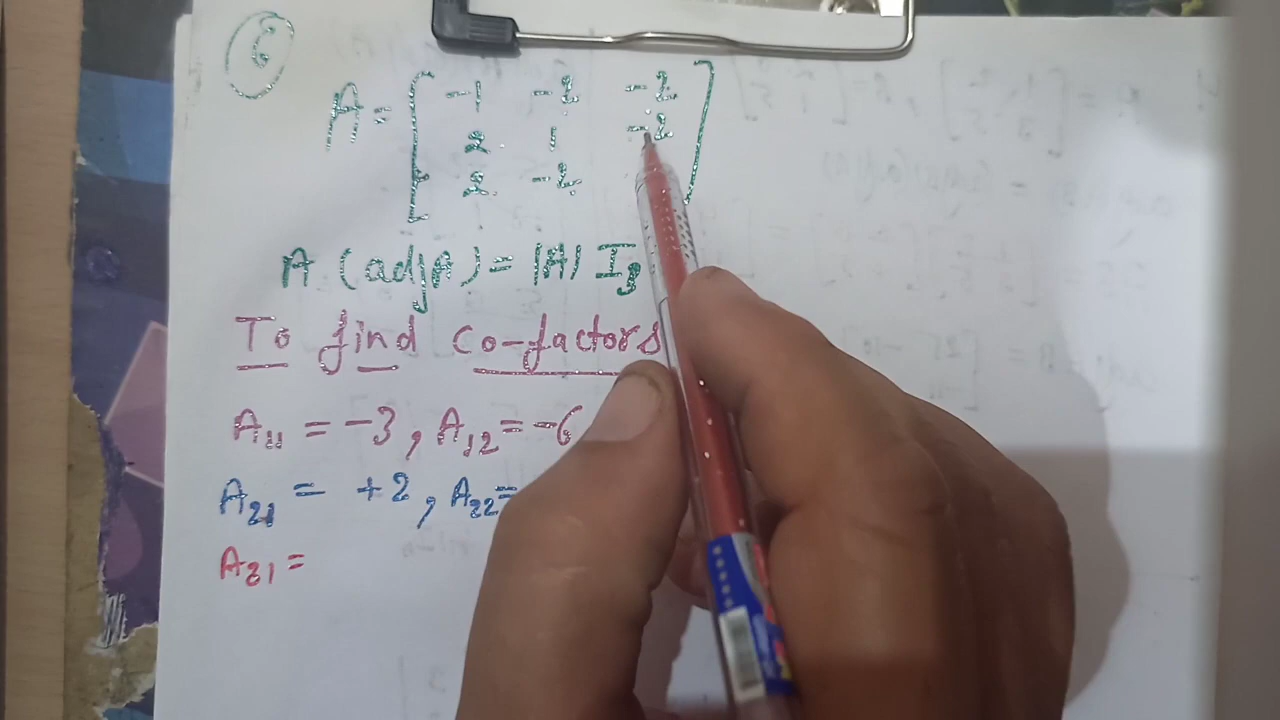 6
A = [ -1 -2 -2
2 1 -2
2 -2 ]
A (adjA) = |A| I3
To find Co-factors
A11 = -3, A12 = -6
A21 = +2, A22 =
A31 =